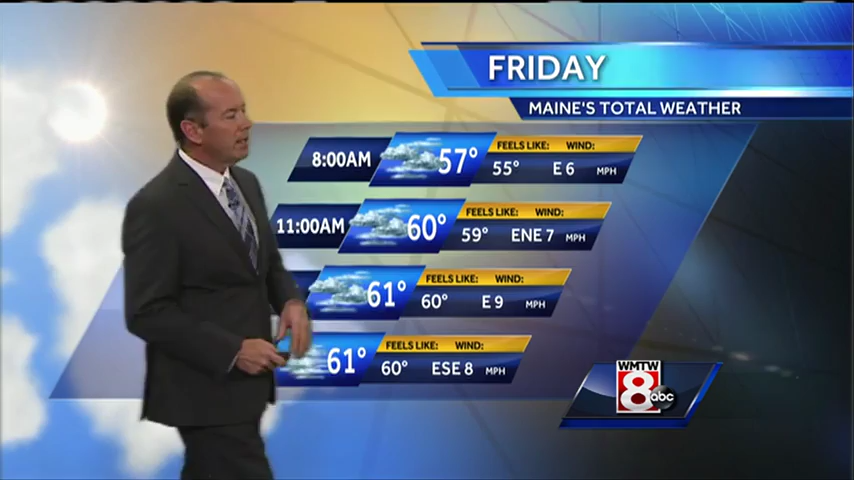 FRIDAY
MAINE'S TOTAL WEATHER
8:00AM 57° FEELS LIKE: 55° WIND: E 6 MPH
11:00AM 60° FEELS LIKE: 59° WIND: ENE 7 MPH
61° FEELS LIKE: 60° WIND: E 9 MPH
61° FEELS LIKE: 60° WIND: ESE 8 MPH
WMTW
8 abc